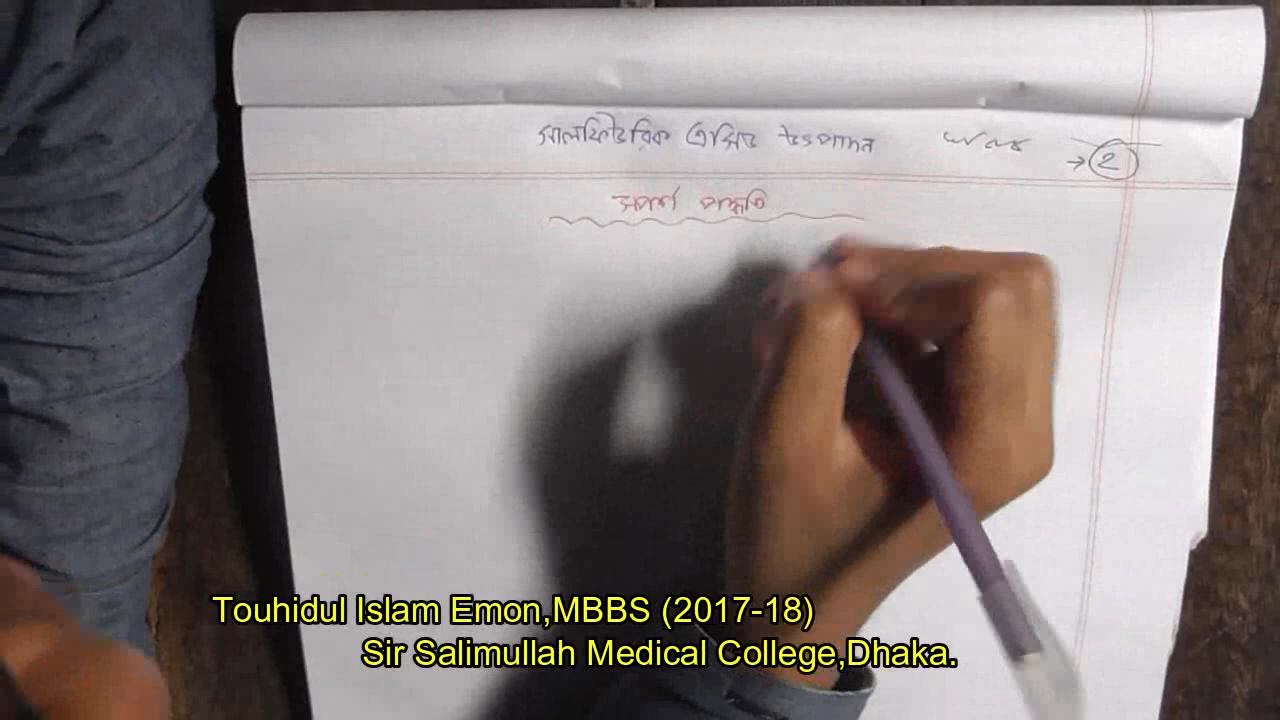 সালফিউরিক এসিড উৎপাদন
→ 2
স্পর্শ পদ্ধতি
Touhidul Islam Emon,MBBS (2017-18)
Sir Salimullah Medical College,Dhaka.